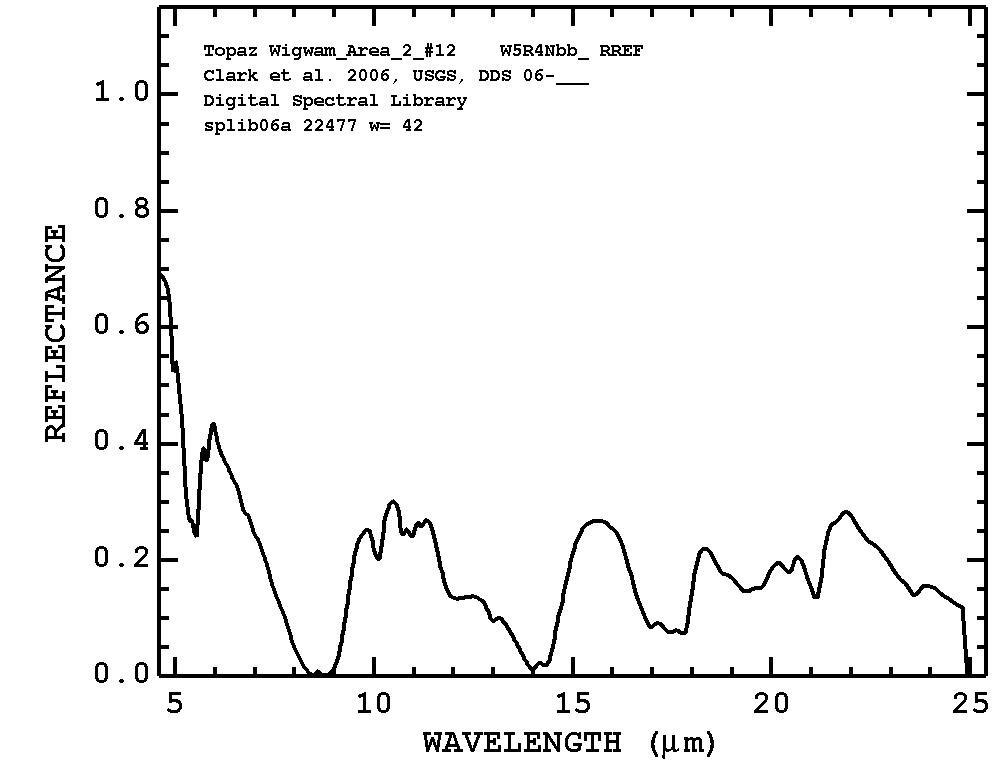 Topaz Wigwam_Area_2_#12 W5R4Nbb_ RREF
Clark et al. 2006, USGS, DDS 06-___
Digital Spectral Library
splib06a 22477 w= 42
REFLECTANCE
1.0
0.8
0.6
0.4
0.2
0.0
5 10 15 20 25
WAVELENGTH (μm)